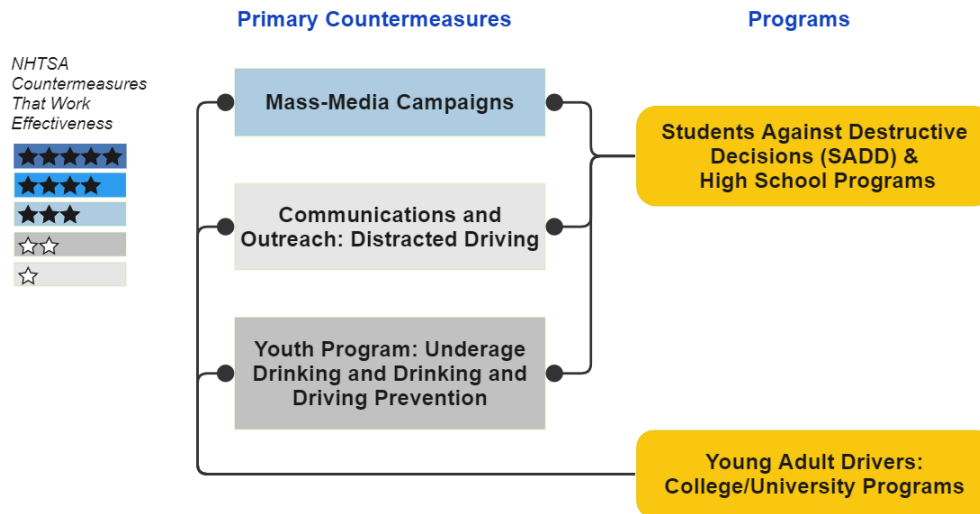 Primary Countermeasures
Programs
NHTSA
Countermeasures
That Work
Effectiveness
Mass-Media Campaigns
Communications and
Outreach: Distracted Driving
Youth Program: Underage
Drinking and Drinking and
Driving Prevention
Students Against Destructive
Decisions (SADD) &
High School Programs
Young Adult Drivers:
College/University Programs